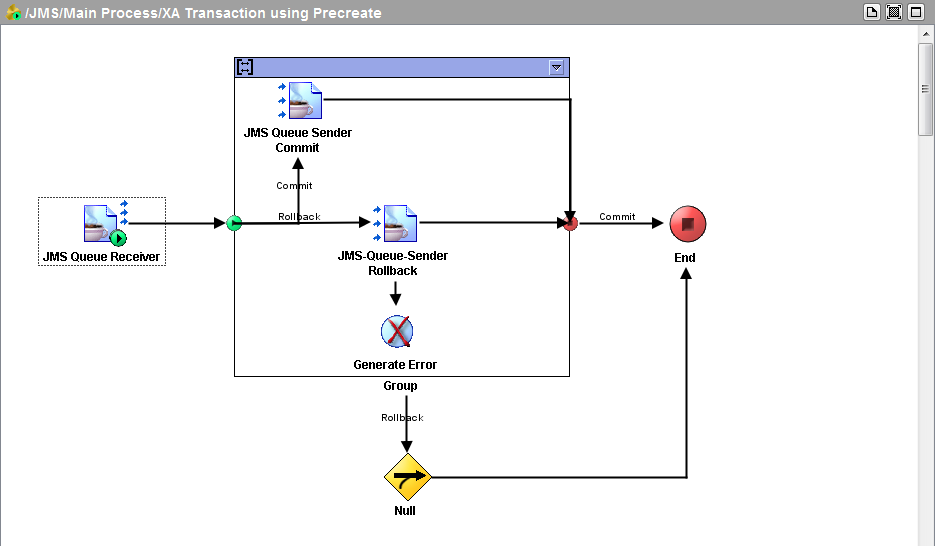 /JMS/Main Process/XA Transaction using Precreate
JMS Queue Sender
Commit
Commit
Rollback
Commit
JMS Queue Receiver
JMS-Queue-Sender
Rollback
End
Generate Error
Group
Rollback
Null